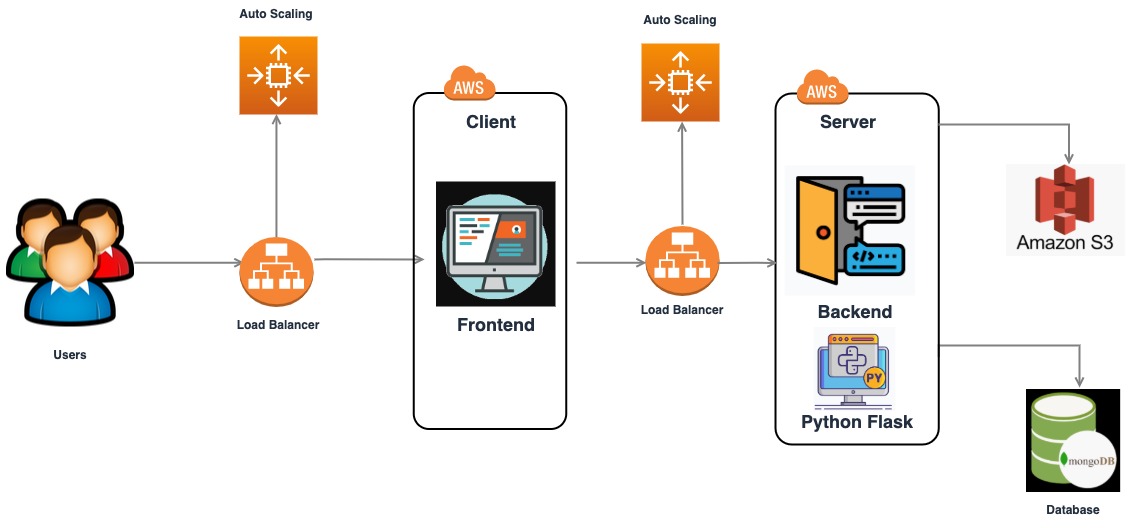 Auto Scaling
Auto Scaling
AWS
AWS
Client
Server
Amazon S3
Frontend
Backend
Load Balancer
Load Balancer
Users
</>
PY
Python Flask
mongoDB
Database